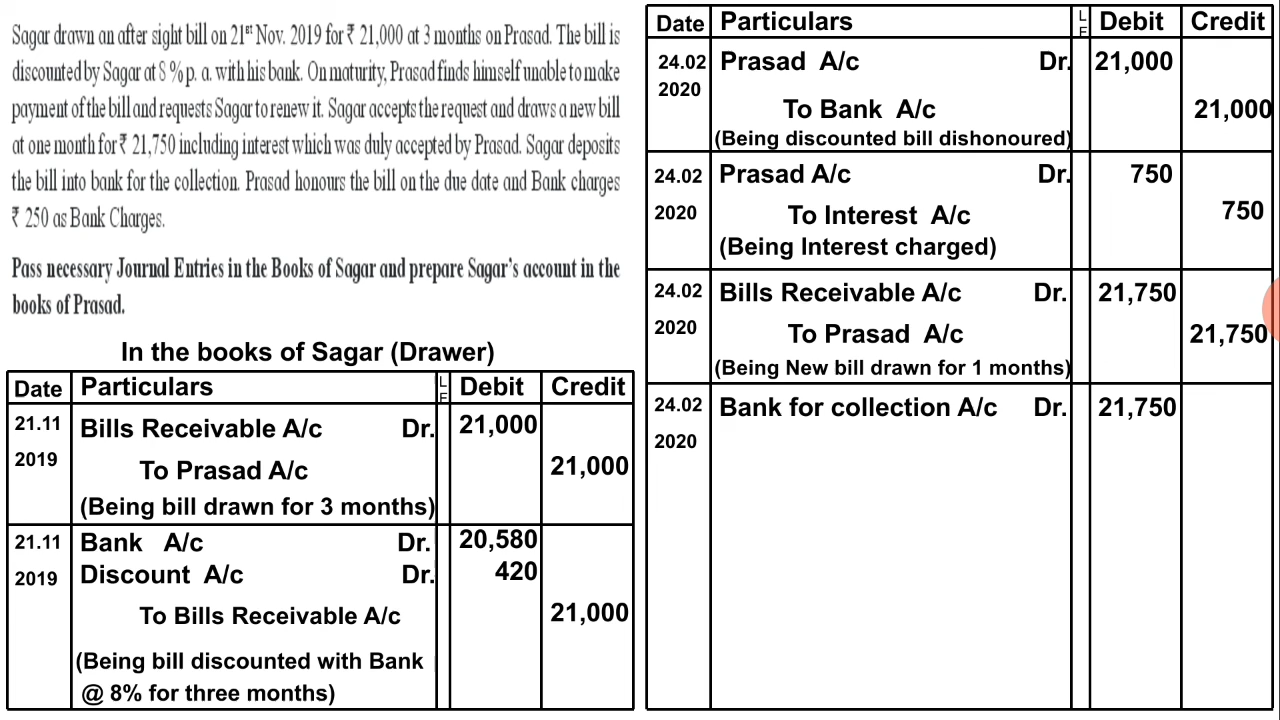 Sagar drawn an after sight bill on 21st Nov. 2019 for ₹ 21,000 at 3 months on Prasad. The bill is
discounted by Sagar at 8 % p. a. with his bank. On maturity, Prasad finds himself unable to make
payment of the bill and requests Sagar to renew it. Sagar accepts the request and draws a new bill
at one month for ₹ 21,750 including interest which was duly accepted by Prasad. Sagar deposits
the bill into bank for the collection. Prasad honours the bill on the due date and Bank charges
₹ 250 as Bank Charges.
Pass necessary Journal Entries in the Books of Sagar and prepare Sagar's account in the
books of Prasad.
In the books of Sagar (Drawer)
Date Particulars LF Debit Credit
21.11 Bills Receivable A/c Dr. 21,000
2019 To Prasad A/c 21,000
(Being bill drawn for 3 months)
21.11 Bank A/c Dr. 20,580
2019 Discount A/c Dr. 420
To Bills Receivable A/c 21,000
(Being bill discounted with Bank
@ 8% for three months)
Date Particulars LF Debit Credit
24.02 Prasad A/c Dr. 21,000
2020
To Bank A/c 21,000
(Being discounted bill dishonoured)
24.02 Prasad A/c Dr. 750
2020 To Interest A/c 750
(Being Interest charged)
24.02 Bills Receivable A/c Dr. 21,750
2020 To Prasad A/c 21,750
(Being New bill drawn for 1 months)
24.02 Bank for collection A/c Dr. 21,750
2020